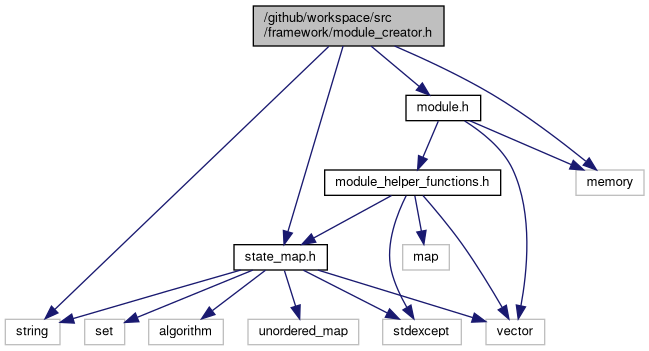 /github/workspace/src
/framework/module_creator.h
module.h
module_helper_functions.h
memory
state_map.h
map
string
set
algorithm
unordered_map
stdexcept
vector